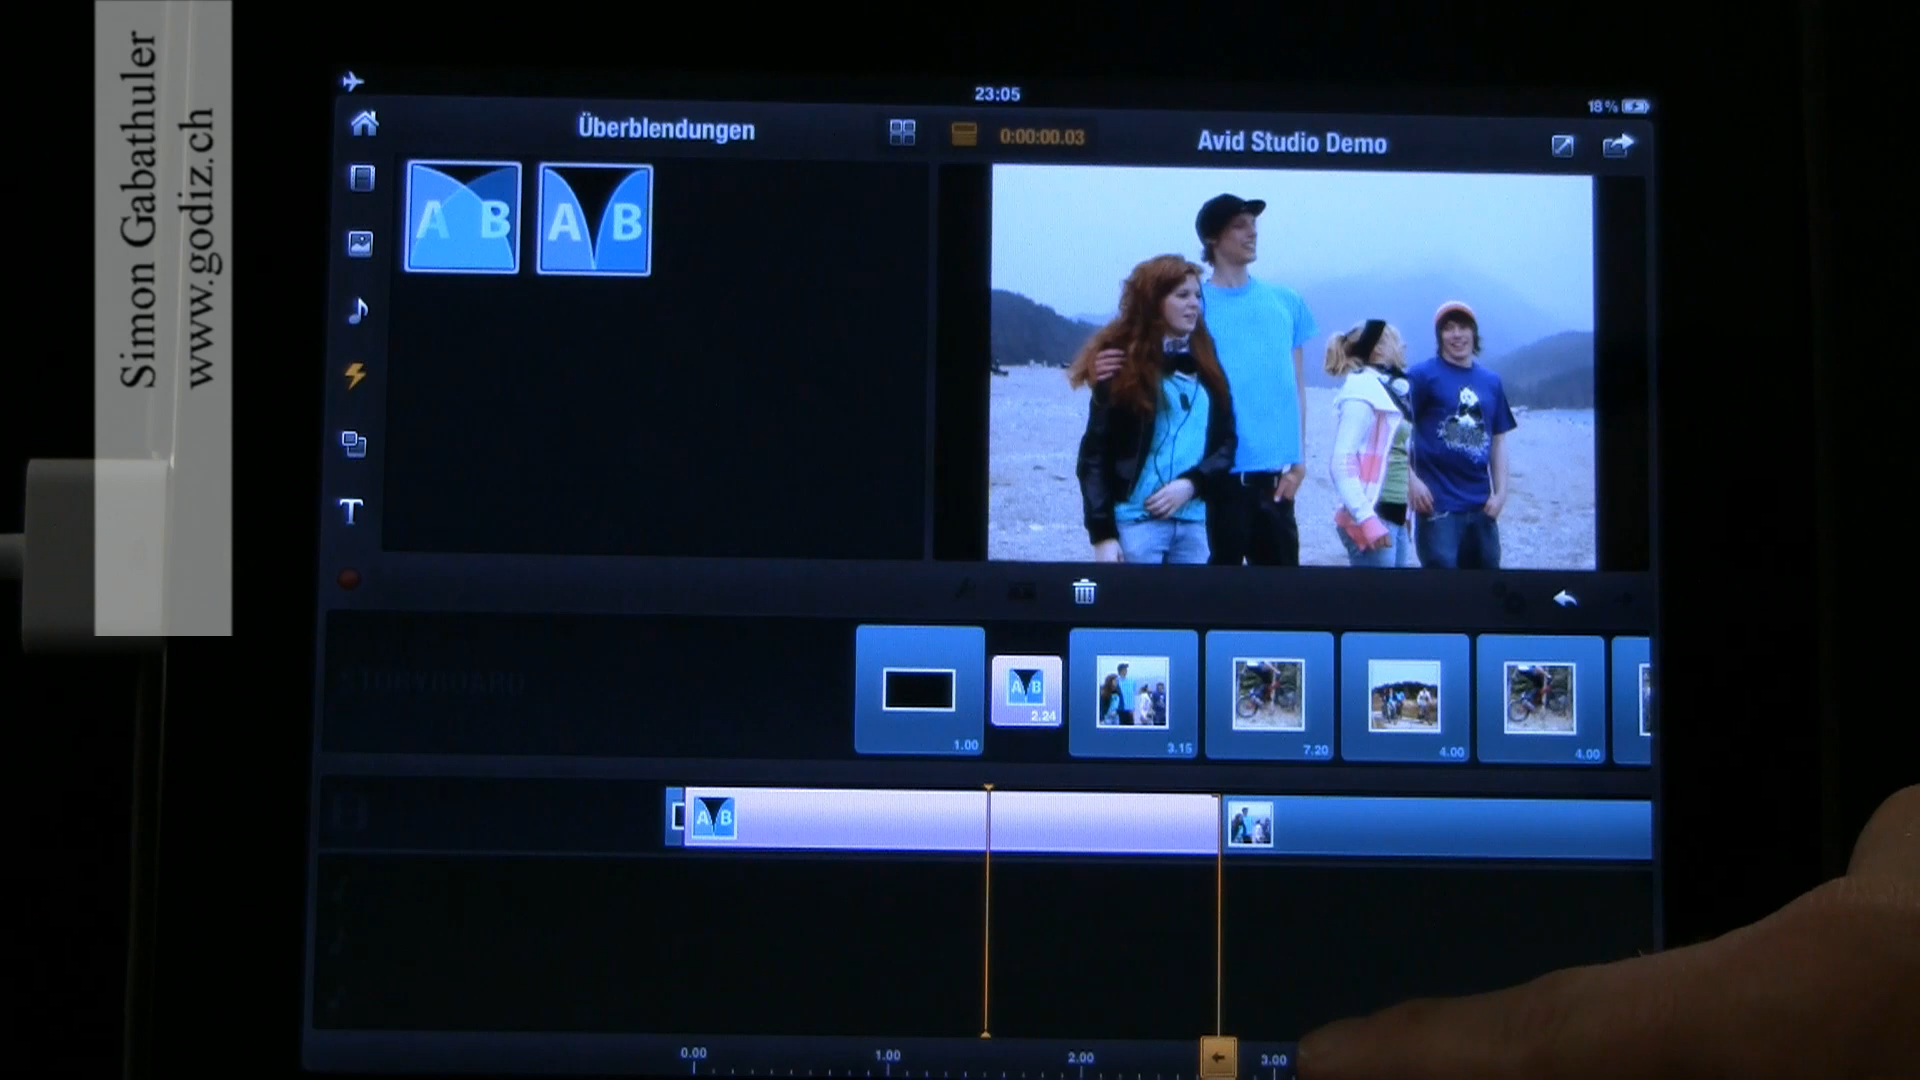 Simon Gabathuler
www.godiz.ch
23:05
18%
Überblendungen
0:00:00.03
Avid Studio Demo
A B
A B
T
STORYBOARD
1.00
A B
2.24
3.15
7.20
4.00
4.00
A B
0.00
1.00
2.00
3.00